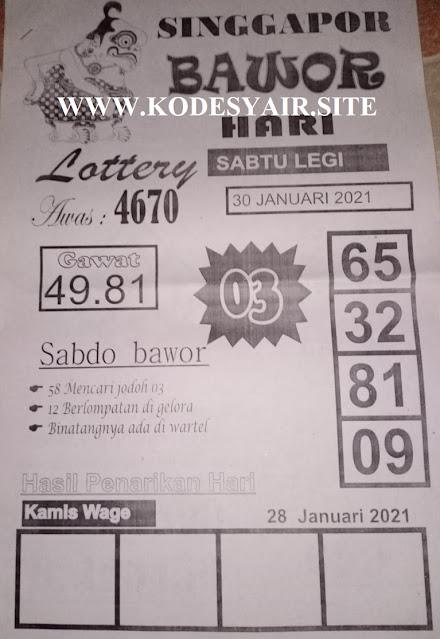 SINGGAPOR
BAWOR
WWW.KODESYAIR.SITE
HARI
Lottery
SABTU LEGI
Awas : 4670
30 JANUARI 2021
Gawat
49.81
03
65
32
81
09
Sabdo bawor
58 Mencari jodoh 03
12 Berlompatan di gelora
Binatangnya ada di wartel
Hasil Penarikan Hari
Kamis Wage
28 Januari 2021